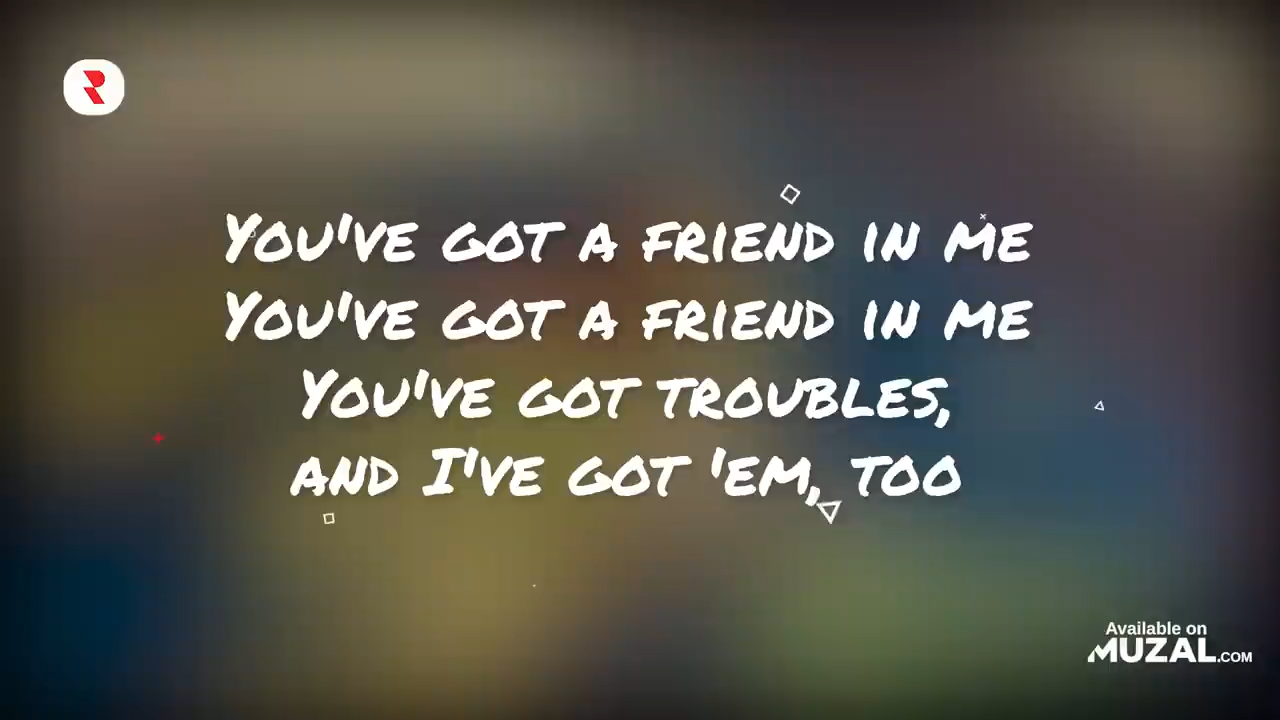 You've got a friend in me
You've got a friend in me
You've got troubles,
and I've got 'em, too
Available on
MUZAL.COM